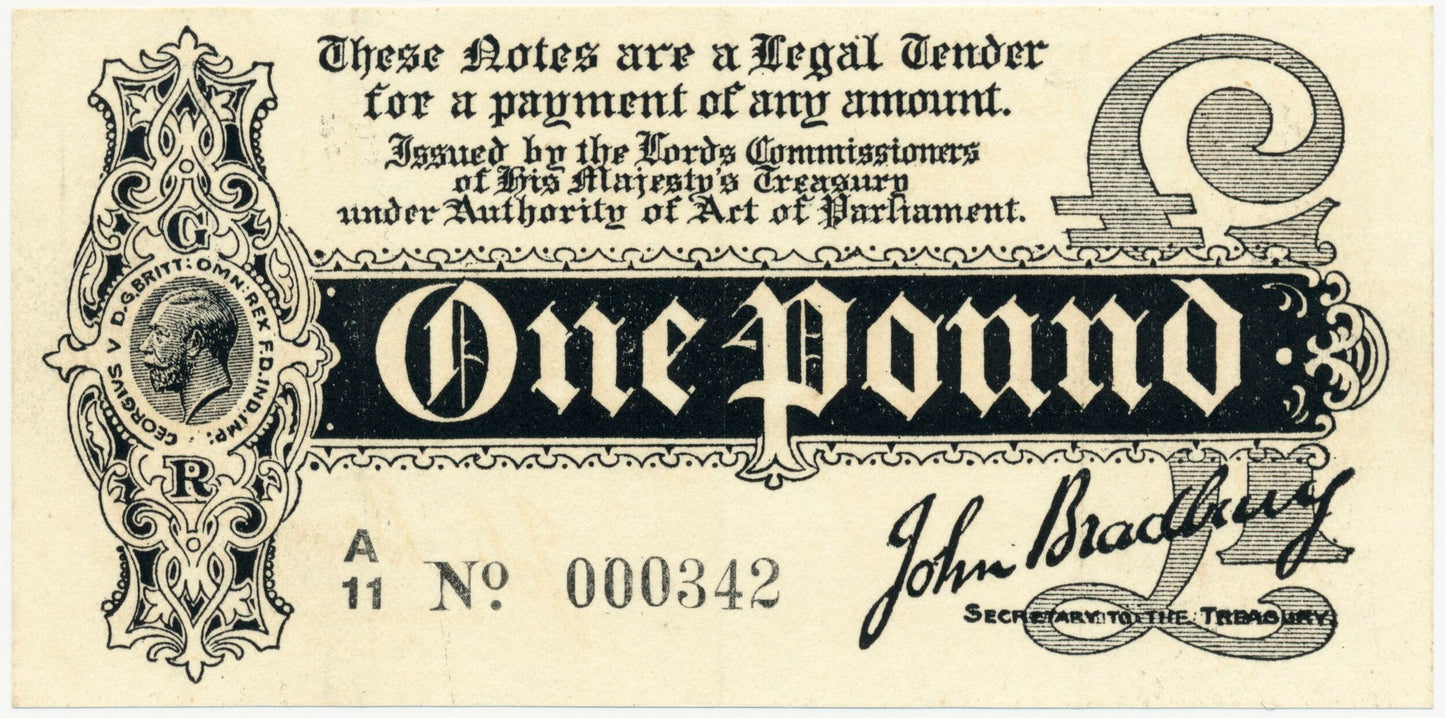 These Notes are a Legal Tender
for a payment of any amount.
Issued by the Lords Commissioners
of His Majesty's Treasury
under Authority of Act of Parliament.
£1
G
GEORGIVS V D.G.BRITT: OMN: REX F.D.IND.IMP:
R
One Pound
A
11 No. 000342
John Bradbury
SECRETARY TO THE TREASURY.